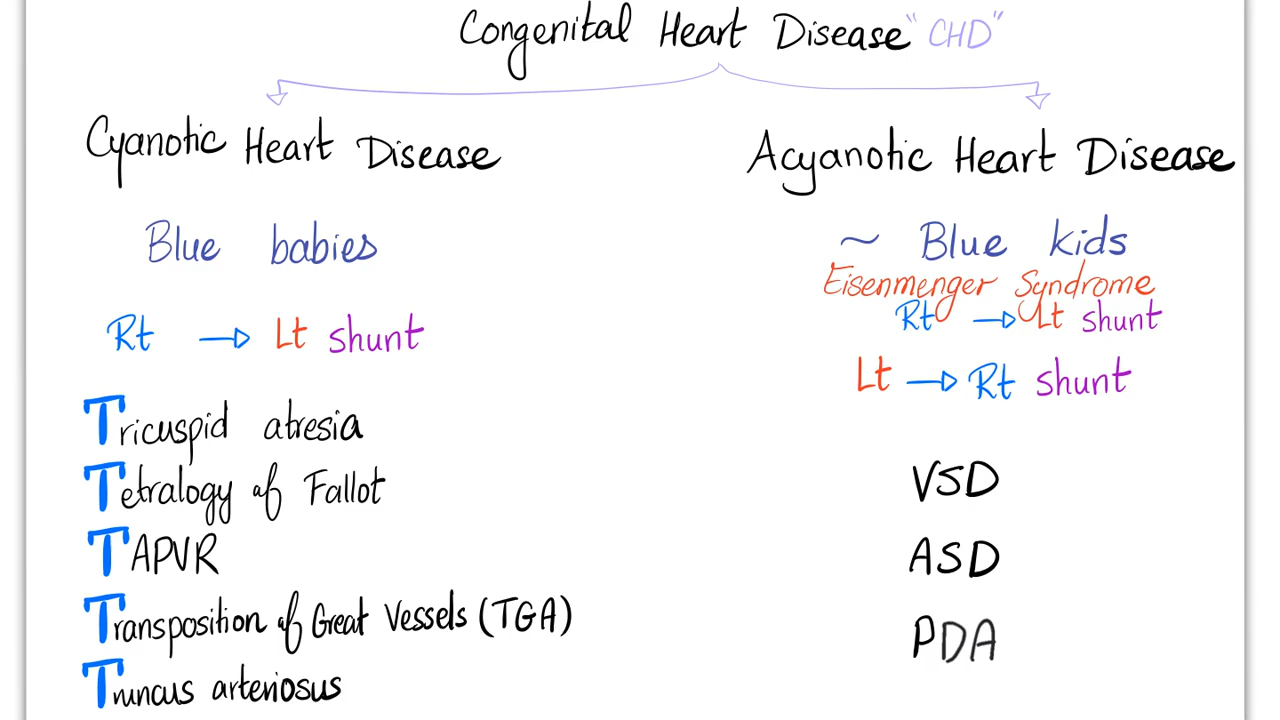 Congenital Heart Disease "CHD"
Cyanotic Heart Disease
Blue babies
Rt → Lt shunt
Tricuspid atresia
Tetralogy of Fallot
TAPVR
Transposition of Great Vessels (TGA)
Truncus arteriosus
Acyanotic Heart Disease
~ Blue kids
Eisenmenger Syndrome
Rt → Lt shunt
Lt → Rt shunt
VSD
ASD
PDA